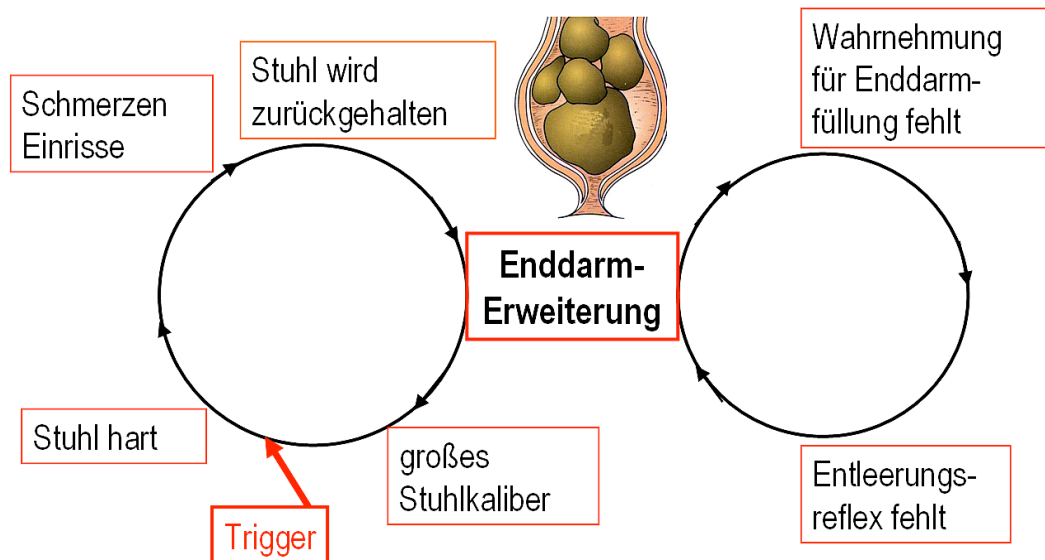 Schmerzen
Einrisse
Stuhl wird
zurückgehalten
Wahrnehmung
für Enddarm-
füllung fehlt
Enddarm-
Erweiterung
Stuhl hart
Trigger
großes
Stuhlkaliber
Entleerungs-
reflex fehlt